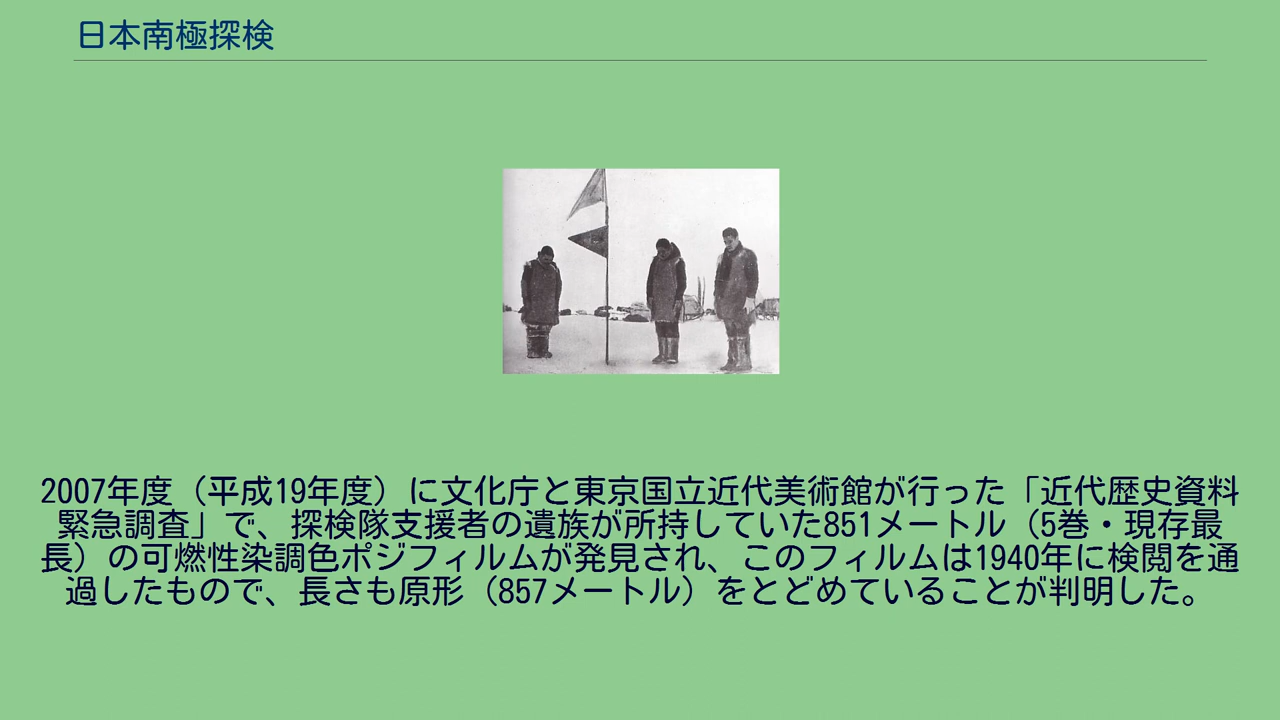 日本南極探検
2007年度（平成19年度）に文化庁と東京国立近代美術館が行った「近代歴史資料
緊急調査」で、探検隊支援者の遺族が所持していた851メートル（5巻・現存最
長）の可燃性染調色ポジフィルムが発見され、このフィルムは1940年に検閲を通
過したもので、長さも原形（857メートル）をとどめていることが判明した。